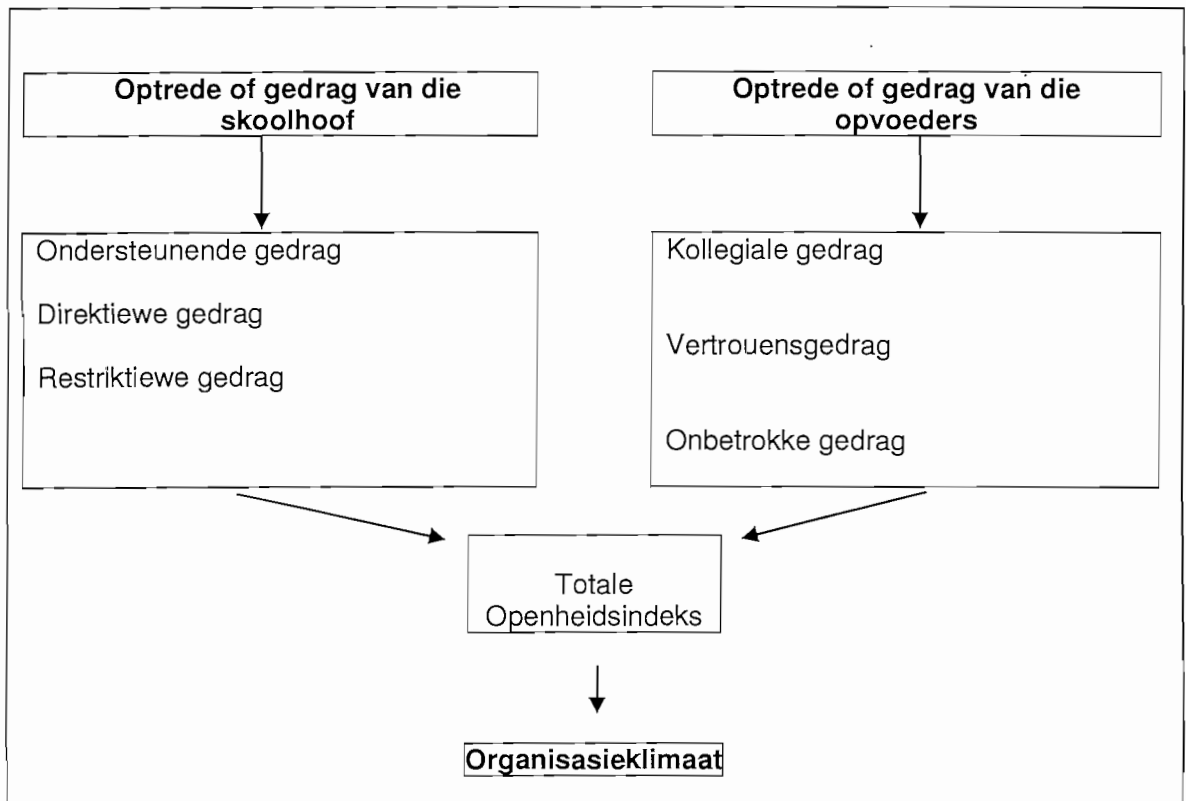 Optrede of gedrag van die
skoolhoof
Optrede of gedrag van die
opvoeders
Ondersteunende gedrag
Direktiewe gedrag
Restriktiewe gedrag
Kollegiale gedrag
Vertrouensgedrag
Onbetrokke gedrag
Totale
Openheidsindeks
Organisasieklimaat